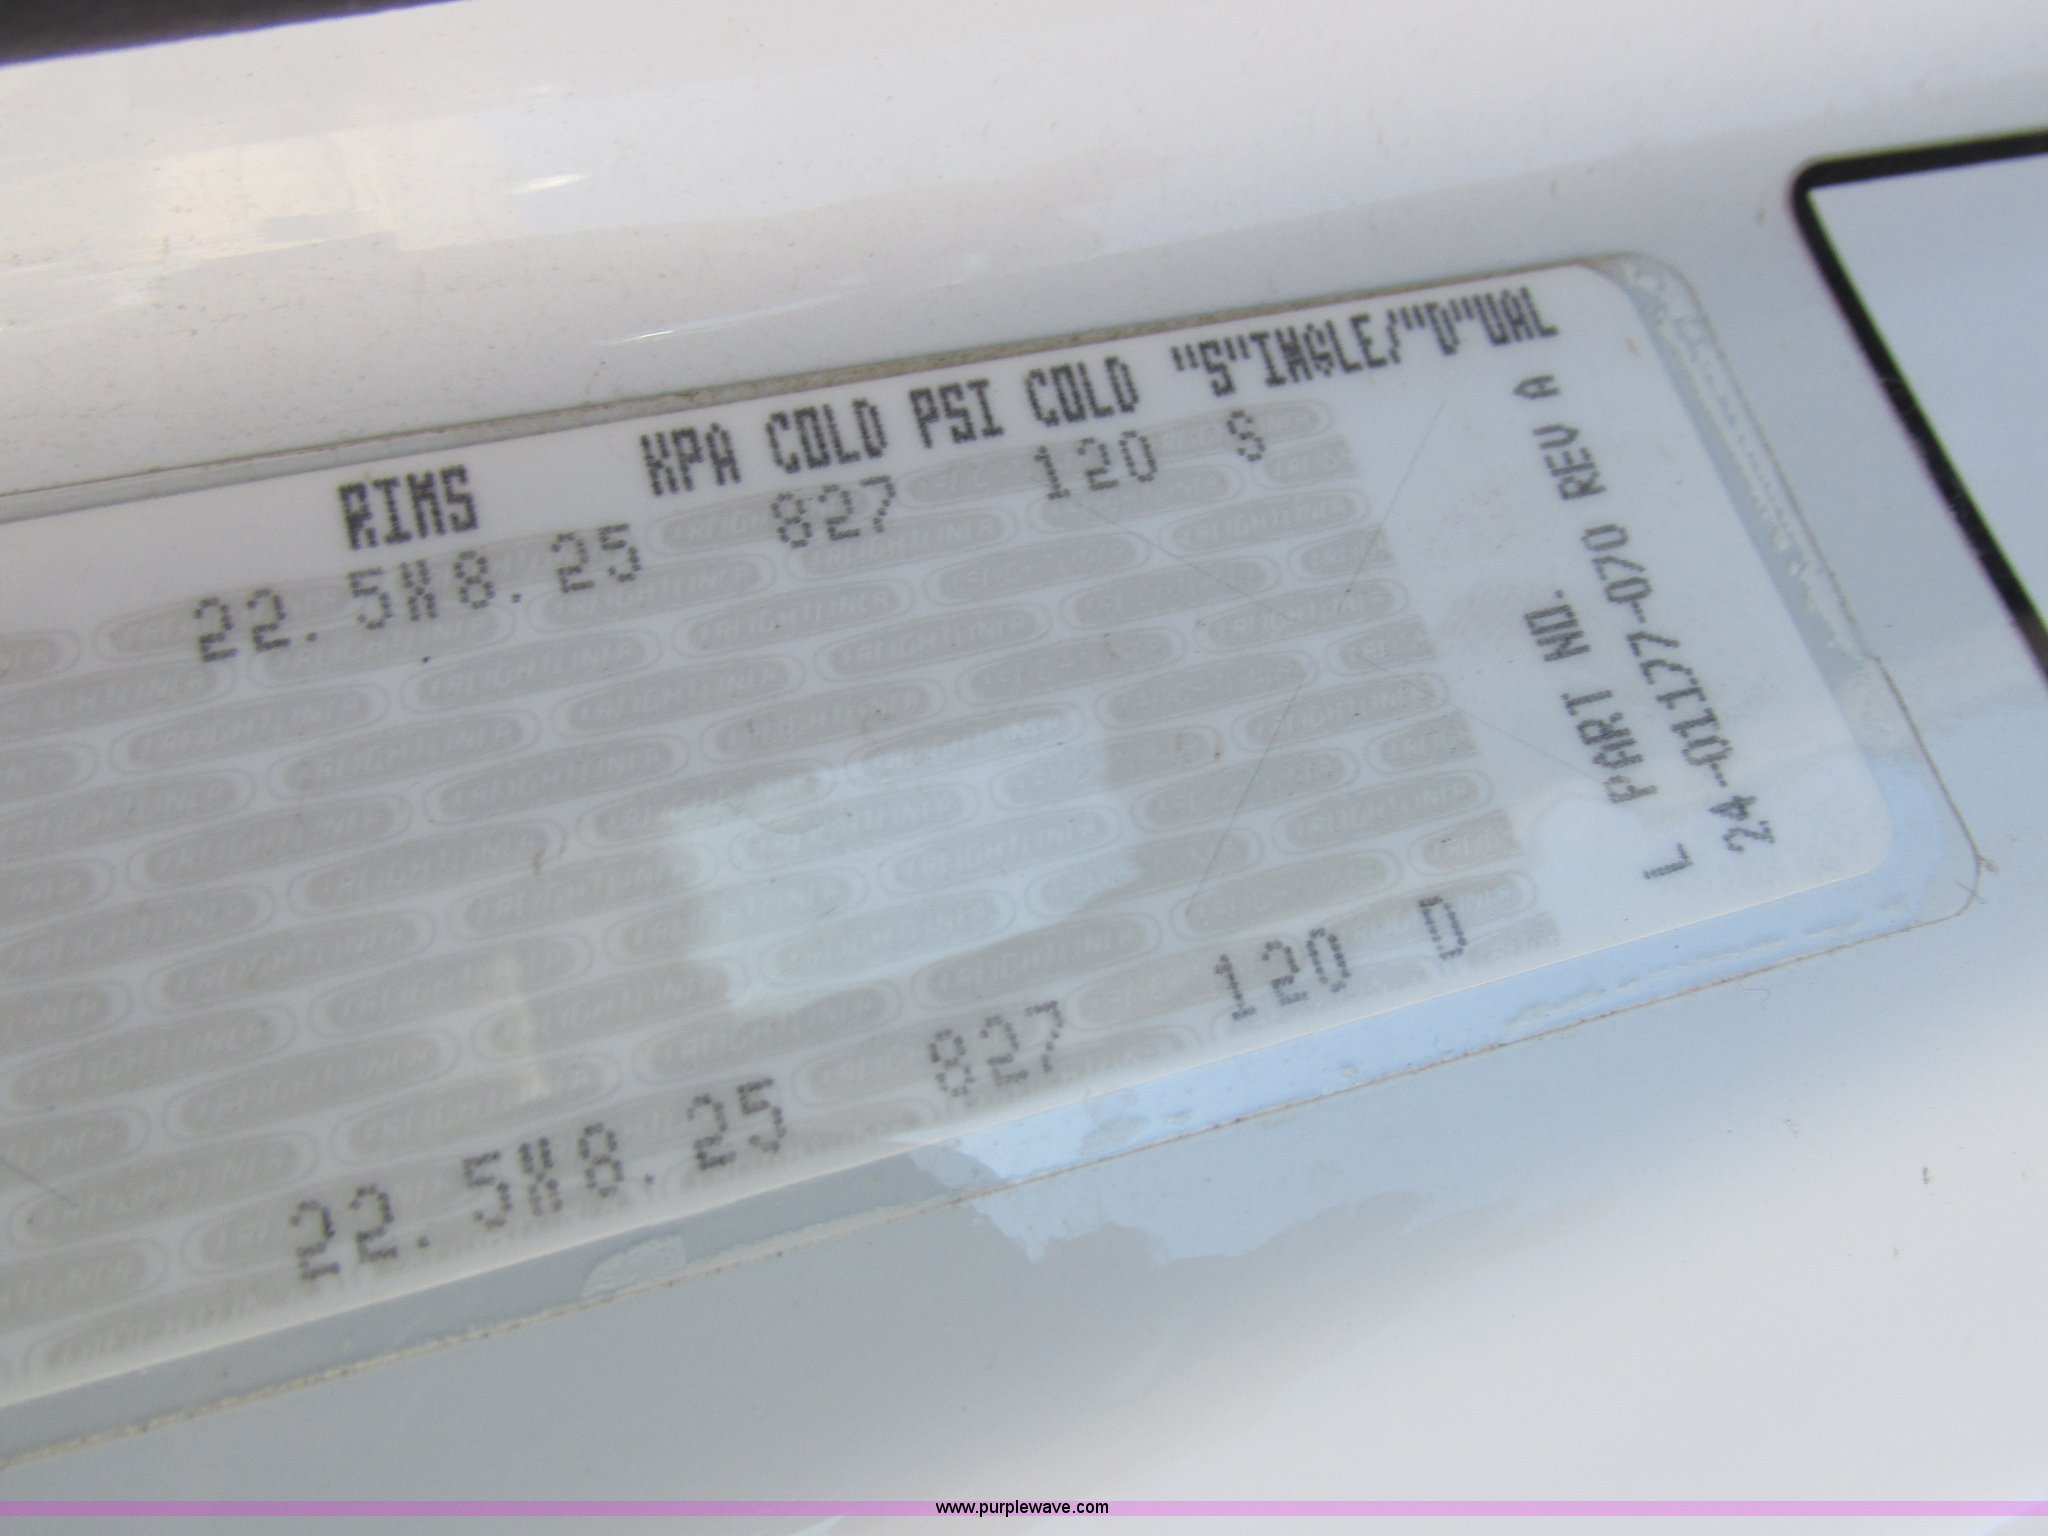 RIMS KPA COLD PSI COLD "S"INGLE/"D"UAL
22.5X8.25 827 120 S
22.5X8.25 827 120 D
L PART NO.
24-01177-070 REV A
FREIGHTLINER
www.purplewave.com